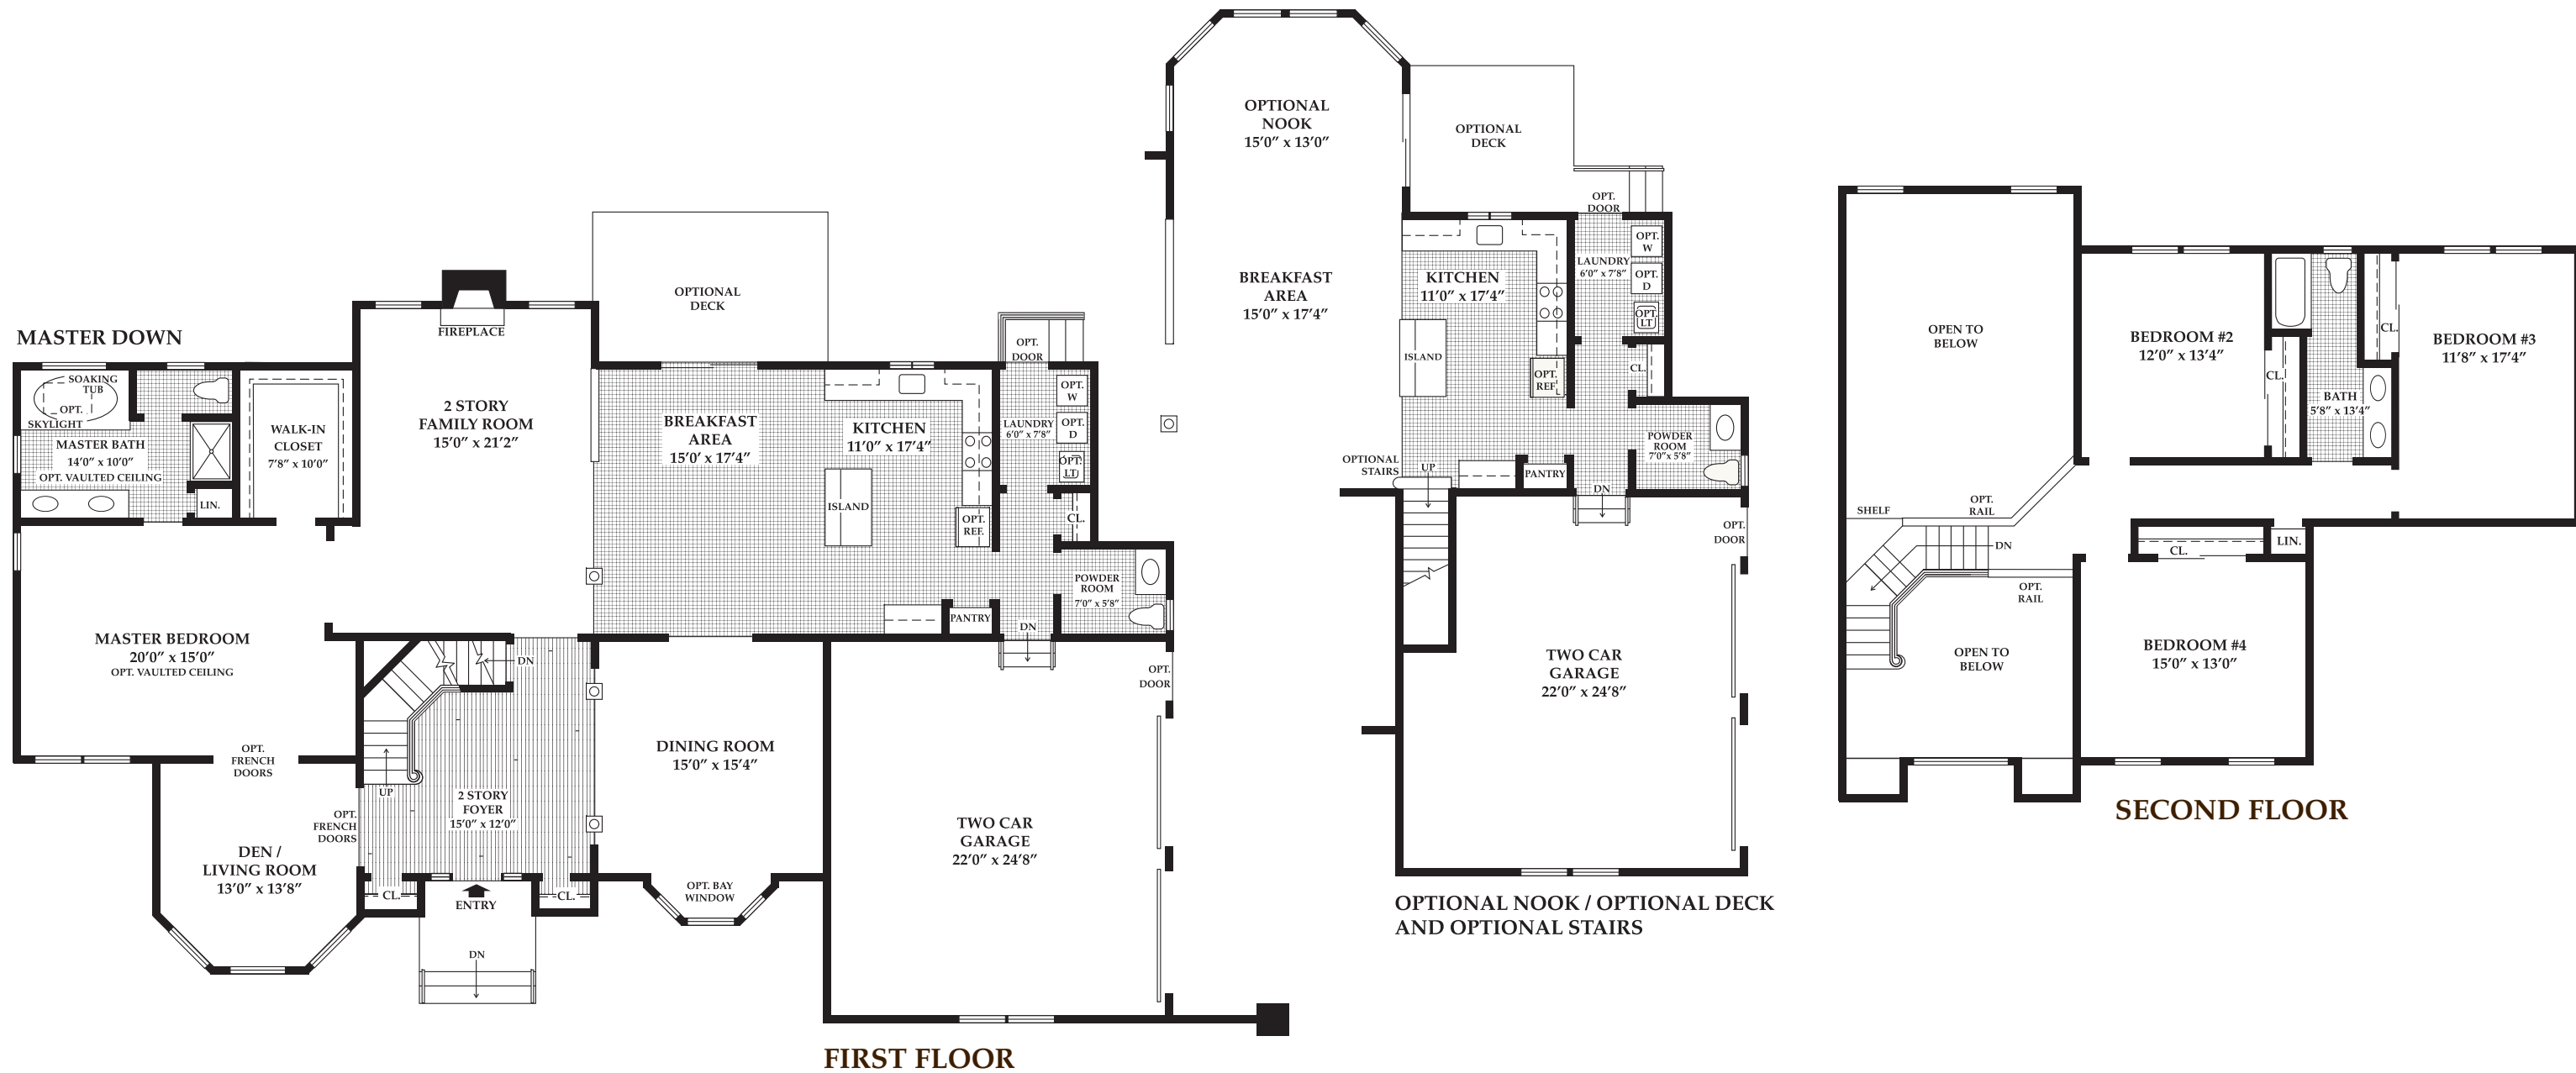 MASTER DOWN
SOAKING
TUB
OPT.
SKYLIGHT
MASTER BATH
14'0" x 10'0"
OPT. VAULTED CEILING
LIN.
WALK-IN
CLOSET
7'8" x 10'0"
FIREPLACE
2 STORY
FAMILY ROOM
15'0" x 21'2"
OPTIONAL
DECK
BREAKFAST
AREA
15'0' x 17'4"
KITCHEN
11'0" x 17'4"
ISLAND
OPT.
REF.
PANTRY
OPT.
DOOR
LAUNDRY
6'0" x 7'8"
OPT.
W
OPT.
D
OPT.
LT
CL.
POWDER
ROOM
7'0" x 5'8"
DN
OPT.
DOOR
MASTER BEDROOM
20'0" x 15'0"
OPT. VAULTED CEILING
OPT.
FRENCH
DOORS
DN
UP
2 STORY
FOYER
15'0" x 12'0"
OPT.
FRENCH
DOORS
DEN /
LIVING ROOM
13'0" x 13'8"
CL.
ENTRY
CL.
DN
DINING ROOM
15'0" x 15'4"
OPT. BAY
WINDOW
TWO CAR
GARAGE
22'0" x 24'8"
FIRST FLOOR
OPTIONAL
NOOK
15'0" x 13'0"
OPTIONAL
DECK
BREAKFAST
AREA
15'0" x 17'4"
KITCHEN
11'0" x 17'4"
ISLAND
OPT.
REF.
OPT.
DOOR
LAUNDRY
6'0" x 7'8"
OPT.
W
OPT.
D
OPT.
LT
CL.
POWDER
ROOM
7'0"x 5'8"
OPTIONAL
STAIRS
UP
PANTRY
DN
OPT.
DOOR
TWO CAR
GARAGE
22'0" x 24'8"
OPTIONAL NOOK / OPTIONAL DECK
AND OPTIONAL STAIRS
OPEN TO
BELOW
BEDROOM #2
12'0" x 13'4"
CL.
BATH
5'8" x 13'4"
CL.
BEDROOM #3
11'8" x 17'4"
SHELF
OPT.
RAIL
DN
OPT.
RAIL
CL.
LIN.
OPEN TO
BELOW
BEDROOM #4
15'0" x 13'0"
SECOND FLOOR